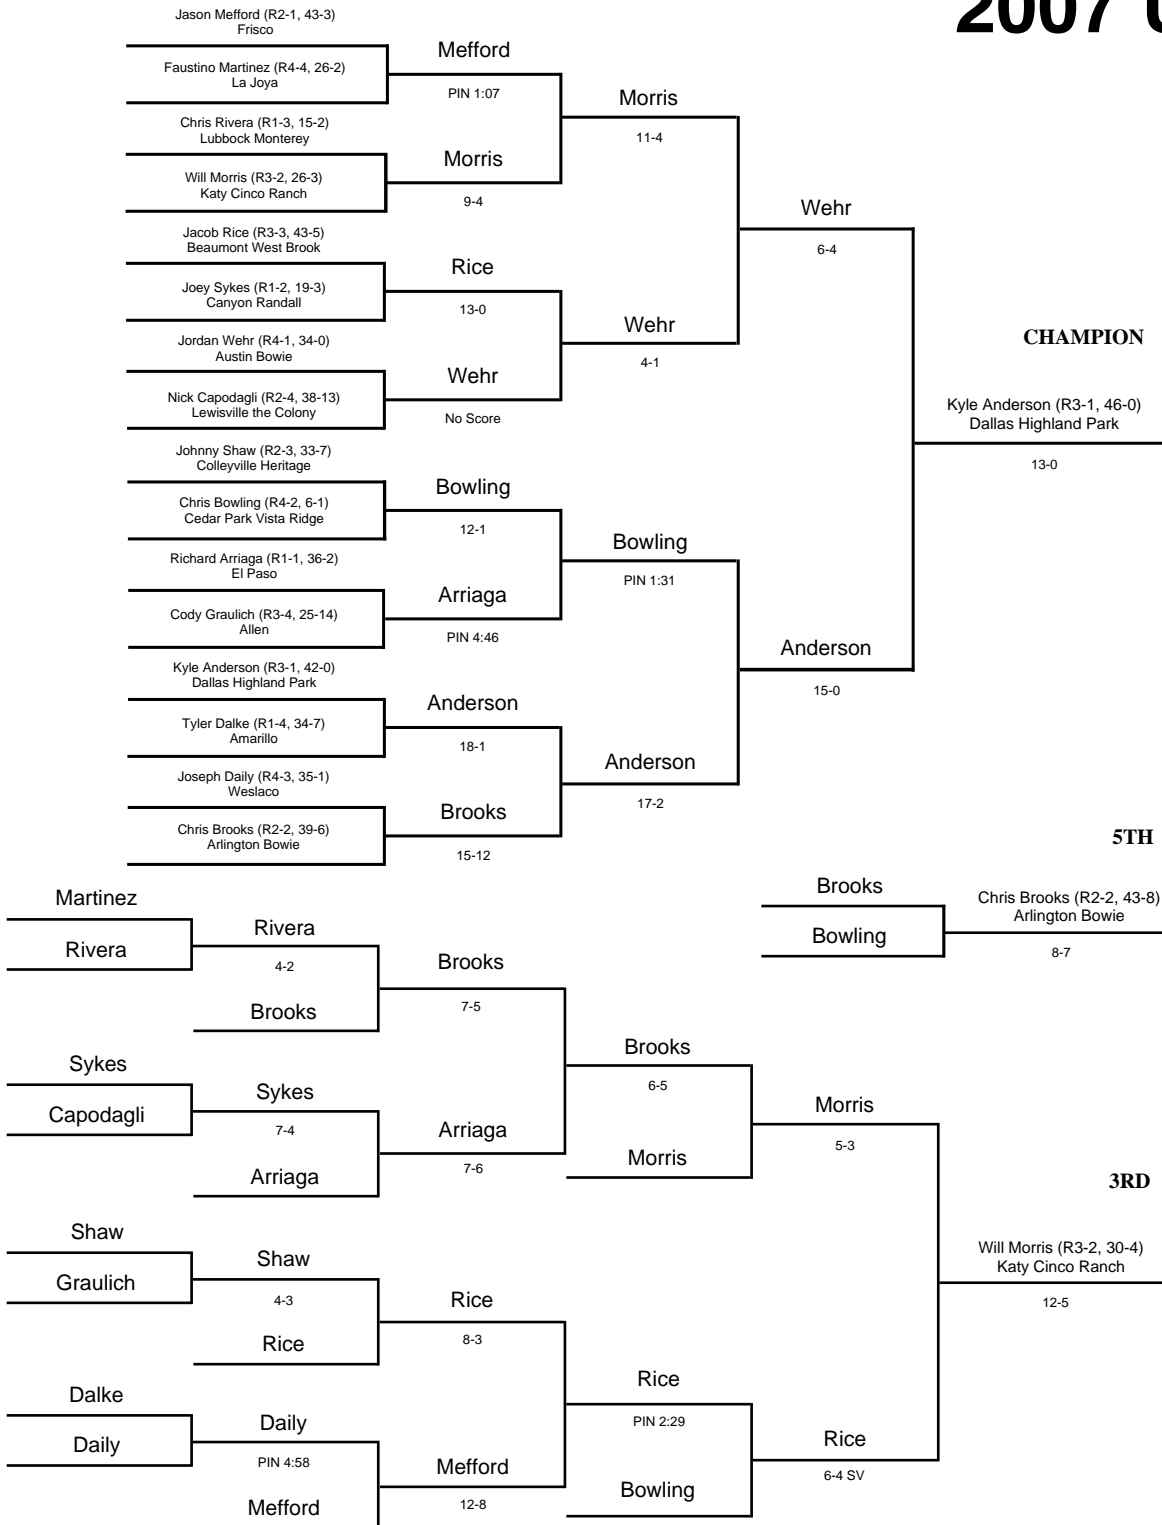 2007 U
Jason Mefford (R2-1, 43-3)
Frisco
Faustino Martinez (R4-4, 26-2)
La Joya
Chris Rivera (R1-3, 15-2)
Lubbock Monterey
Will Morris (R3-2, 26-3)
Katy Cinco Ranch
Jacob Rice (R3-3, 43-5)
Beaumont West Brook
Joey Sykes (R1-2, 19-3)
Canyon Randall
Jordan Wehr (R4-1, 34-0)
Austin Bowie
Nick Capodagli (R2-4, 38-13)
Lewisville the Colony
Johnny Shaw (R2-3, 33-7)
Colleyville Heritage
Chris Bowling (R4-2, 6-1)
Cedar Park Vista Ridge
Richard Arriaga (R1-1, 36-2)
El Paso
Cody Graulich (R3-4, 25-14)
Allen
Kyle Anderson (R3-1, 42-0)
Dallas Highland Park
Tyler Dalke (R1-4, 34-7)
Amarillo
Joseph Daily (R4-3, 35-1)
Weslaco
Chris Brooks (R2-2, 39-6)
Arlington Bowie
Mefford
PIN 1:07
Morris
9-4
Rice
13-0
Wehr
No Score
Bowling
12-1
Arriaga
PIN 4:46
Anderson
18-1
Brooks
15-12
Morris
11-4
Wehr
4-1
Bowling
PIN 1:31
Anderson
17-2
Wehr
6-4
Anderson
15-0
CHAMPION
Kyle Anderson (R3-1, 46-0)
Dallas Highland Park
13-0
5TH
Brooks
Bowling
Chris Brooks (R2-2, 43-8)
Arlington Bowie
8-7
Martinez
Rivera
Sykes
Capodagli
Shaw
Graulich
Dalke
Daily
Rivera
4-2
Brooks
Sykes
7-4
Arriaga
Shaw
4-3
Rice
Daily
PIN 4:58
Mefford
Brooks
7-5
Arriaga
7-6
Rice
8-3
Mefford
12-8
Brooks
6-5
Morris
Rice
PIN 2:29
Bowling
Morris
5-3
Rice
6-4 SV
3RD
Will Morris (R3-2, 30-4)
Katy Cinco Ranch
12-5